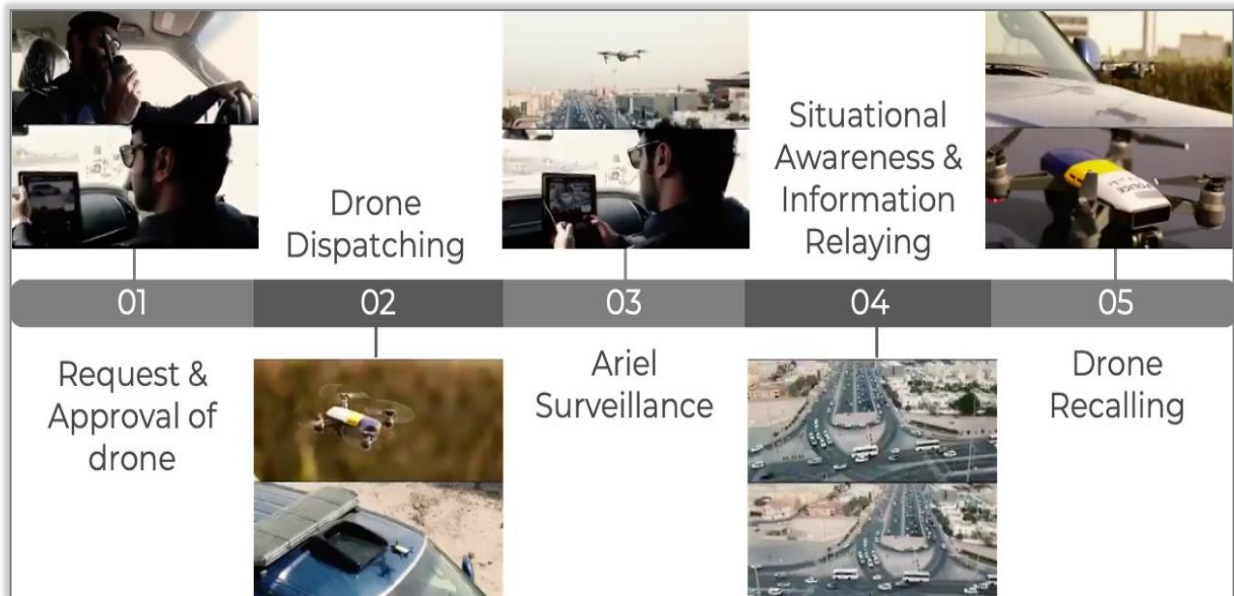 01
Request &
Approval of
drone
Drone
Dispatching
02
03
Ariel
Surveillance
Situational
Awareness &
Information
Relaying
04
05
Drone
Recalling
POLICE